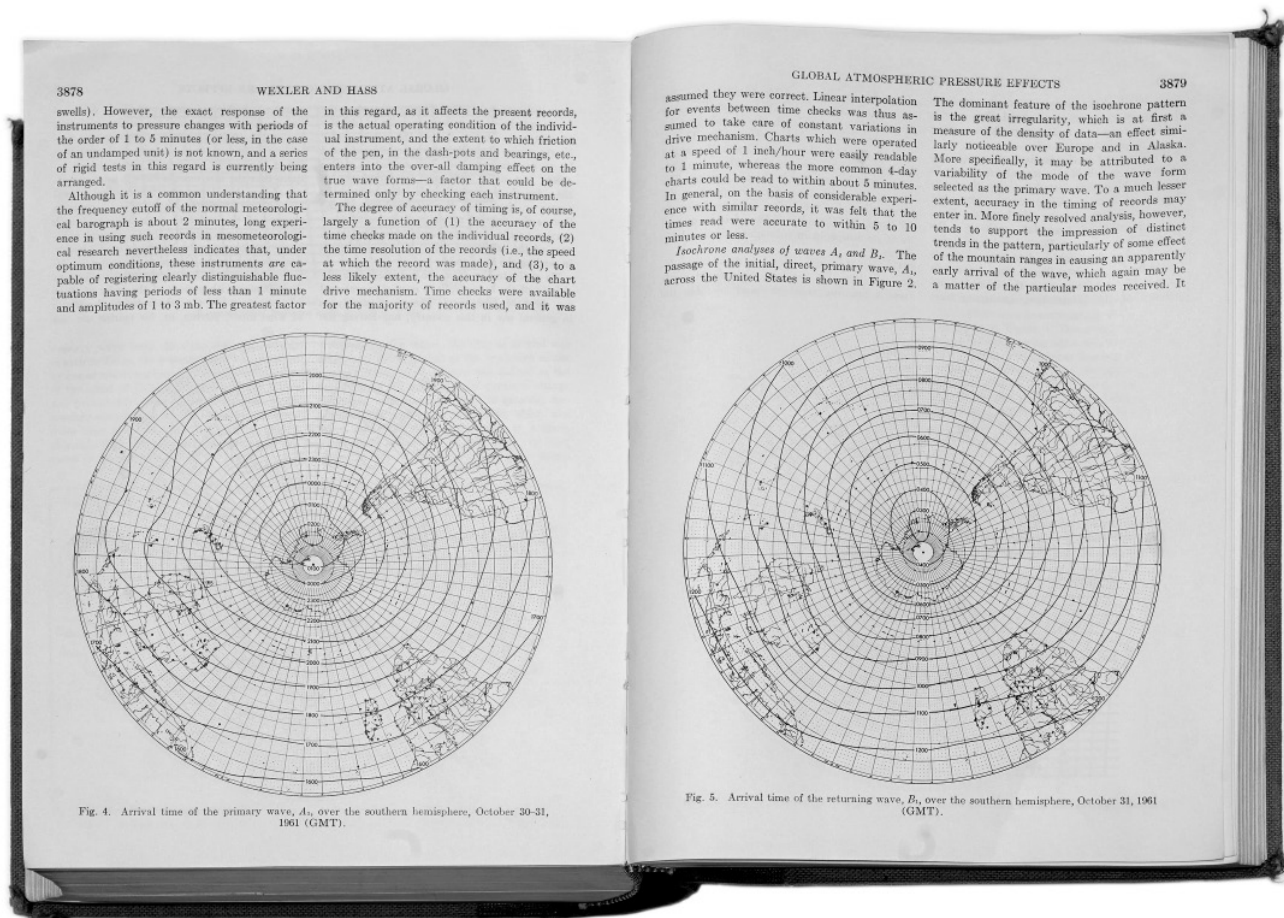 3878
WEXLER AND HASS
swells). However, the exact response of the
instruments to pressure changes with periods of
the order of 1 to 5 minutes (or less, in the case
of an undamped unit) is not known, and a series
of rigid tests in this regard is currently being
arranged.
Although it is a common understanding that
the frequency cutoff of the normal meteorologi-
cal barograph is about 2 minutes, long experi-
ence in using such records in mesometeorologi-
cal research nevertheless indicates that, under
optimum conditions, these instruments are ca-
pable of registering clearly distinguishable fluc-
tuations having periods of less than 1 minute
and amplitudes of 1 to 3 mb. The greatest factor
in this regard, as it affects the present records,
is the actual operating condition of the individ-
ual instrument, and the extent to which friction
of the pen, in the dash-pots and bearings, etc.,
enters into the over-all damping effect on the
true wave forms—a factor that could be de-
termined only by checking each instrument.
The degree of accuracy of timing is, of course,
largely a function of (1) the accuracy of the
time checks made on the individual records, (2)
the time resolution of the records (i.e., the speed
at which the record was made), and (3), to a
less likely extent, the accuracy of the chart
drive mechanism. Time checks were available
for the majority of records used, and it was
Fig. 4. Arrival time of the primary wave, A₁, over the southern hemisphere, October 30–31,
1961 (GMT).
GLOBAL ATMOSPHERIC PRESSURE EFFECTS
3879
assumed they were correct. Linear interpolation
for events between time checks was thus as-
sumed to take care of constant variations in
drive mechanism. Charts which were operated
at a speed of 1 inch/hour were easily readable
to 1 minute, whereas the more common 4-day
charts could be read to within about 5 minutes.
In general, on the basis of considerable experi-
ence with similar records, it was felt that the
times read were accurate to within 5 to 10
minutes or less.
Isochrone analyses of waves A₁ and B₁. The
passage of the initial, direct, primary wave, A₁,
across the United States is shown in Figure 2.
The dominant feature of the isochrone pattern
is the great irregularity, which is at first a
measure of the density of data—an effect simi-
larly noticeable over Europe and in Alaska.
More specifically, it may be attributed to a
variability of the mode of the wave form
selected as the primary wave. To a much lesser
extent, accuracy in the timing of records may
enter in. More finely resolved analysis, however,
tends to support the impression of distinct
trends in the pattern, particularly of some effect
of the mountain ranges in causing an apparently
early arrival of the wave, which again may be
a matter of the particular modes received. It
Fig. 5. Arrival time of the returning wave, B₁, over the southern hemisphere, October 31, 1961
(GMT).